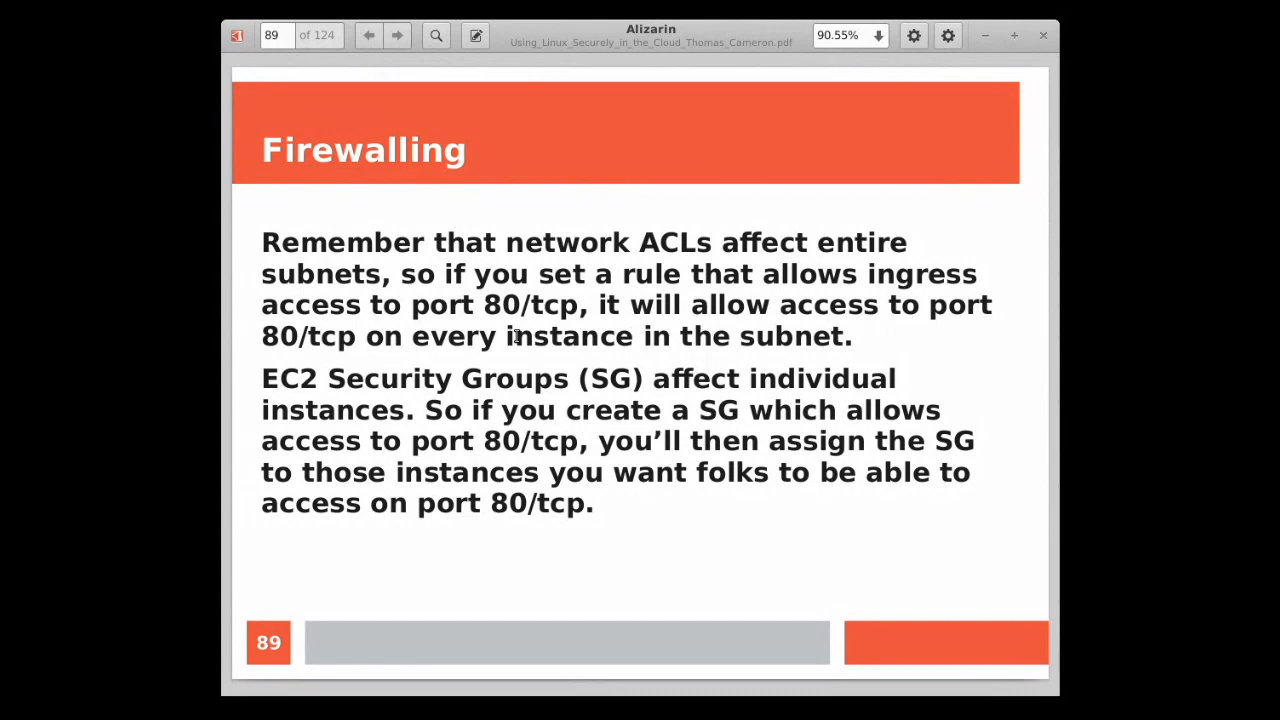 89 of 124
Alizarin
Using_Linux_Securely_in_the_Cloud_Thomas_Cameron.pdf
90.55%
Firewalling
Remember that network ACLs affect entire
subnets, so if you set a rule that allows ingress
access to port 80/tcp, it will allow access to port
80/tcp on every instance in the subnet.
EC2 Security Groups (SG) affect individual
instances. So if you create a SG which allows
access to port 80/tcp, you’ll then assign the SG
to those instances you want folks to be able to
access on port 80/tcp.
89